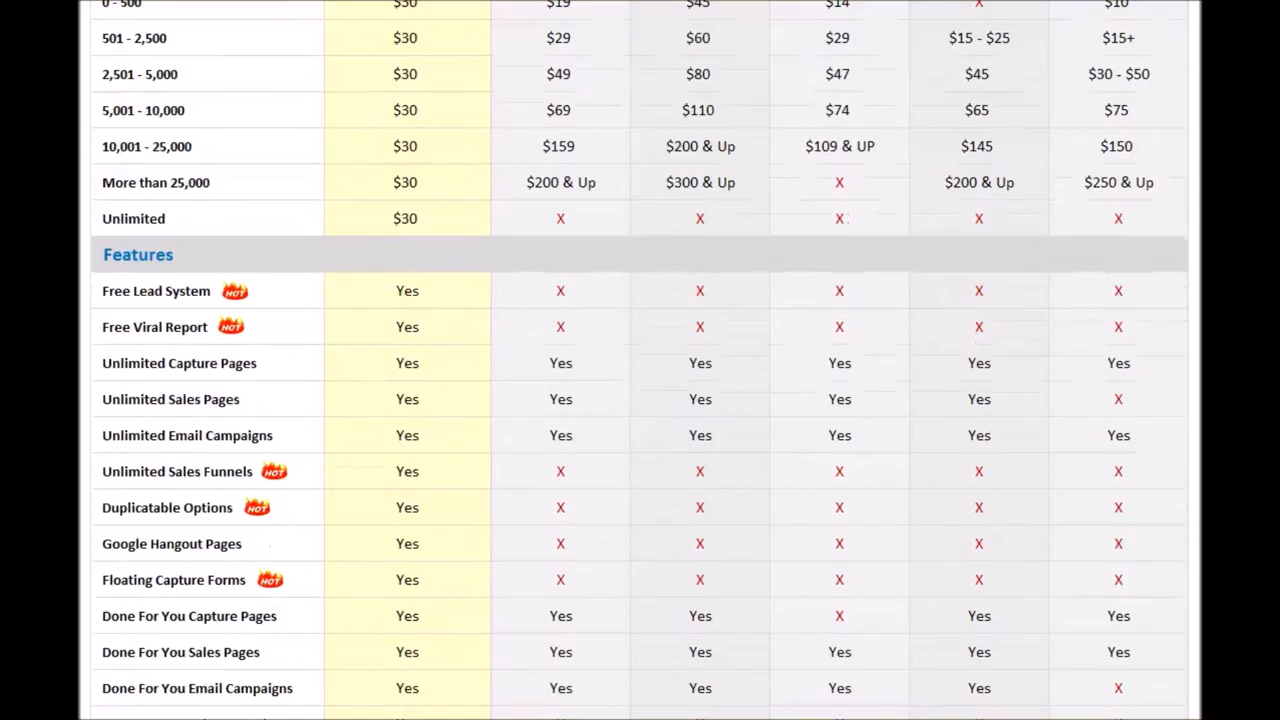 0 - 500 $30 $19 $45 $14 X $10
501 - 2,500 $30 $29 $60 $29 $15 - $25 $15+
2,501 - 5,000 $30 $49 $80 $47 $45 $30 - $50
5,001 - 10,000 $30 $69 $110 $74 $65 $75
10,001 - 25,000 $30 $159 $200 & Up $109 & UP $145 $150
More than 25,000 $30 $200 & Up $300 & Up X $200 & Up $250 & Up
Unlimited $30 X X X X X
Features
Free Lead System HOT Yes X X X X X
Free Viral Report HOT Yes X X X X X
Unlimited Capture Pages Yes Yes Yes Yes Yes Yes
Unlimited Sales Pages Yes Yes Yes Yes Yes X
Unlimited Email Campaigns Yes Yes Yes Yes Yes Yes
Unlimited Sales Funnels HOT Yes X X X X X
Duplicatable Options HOT Yes X X X X X
Google Hangout Pages Yes X X X X X
Floating Capture Forms HOT Yes X X X X X
Done For You Capture Pages Yes Yes Yes X Yes Yes
Done For You Sales Pages Yes Yes Yes Yes Yes Yes
Done For You Email Campaigns Yes Yes Yes Yes Yes X